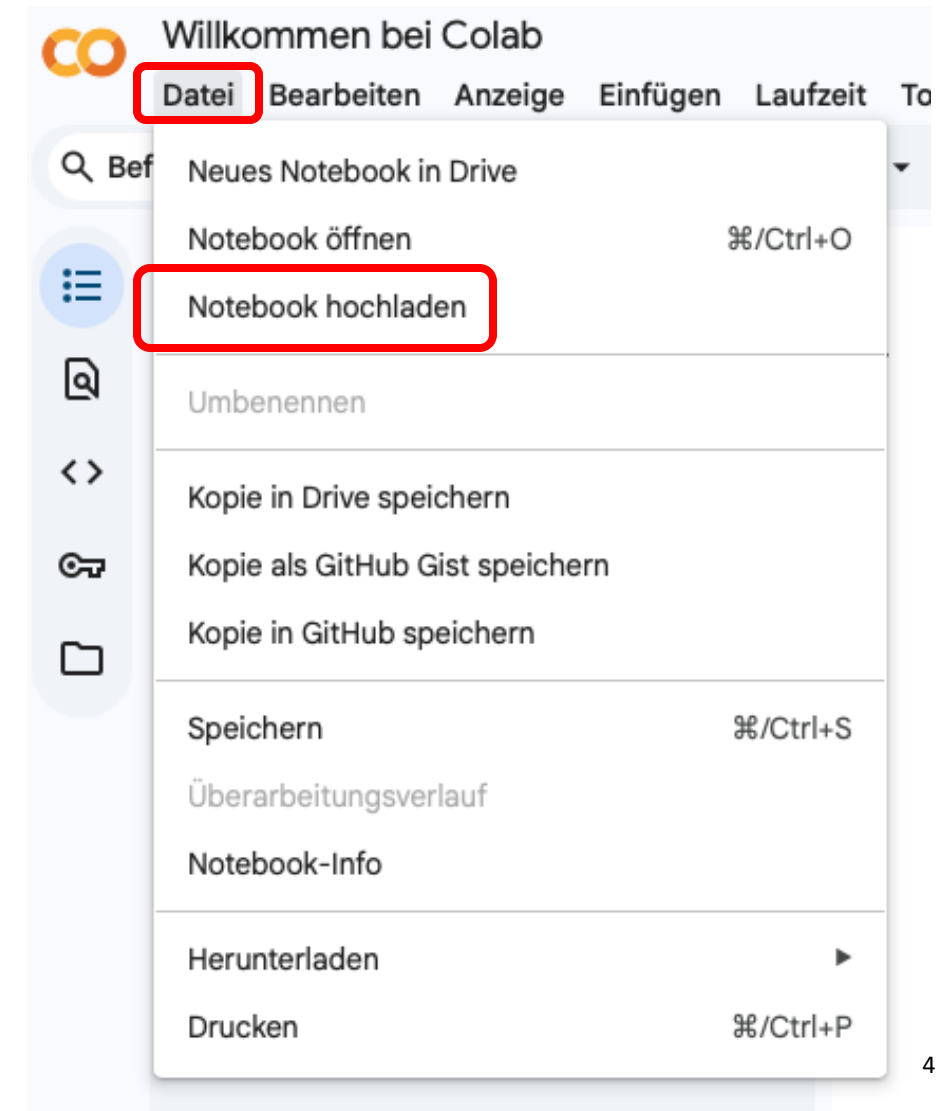 Willkommen bei Colab
Datei Bearbeiten Anzeige Einfügen Laufzeit To
Bef
Neues Notebook in Drive
Notebook öffnen ⌘/Ctrl+O
Notebook hochladen
Umbenennen
Kopie in Drive speichern
Kopie als GitHub Gist speichern
Kopie in GitHub speichern
Speichern ⌘/Ctrl+S
Überarbeitungsverlauf
Notebook-Info
Herunterladen
Drucken ⌘/Ctrl+P
4